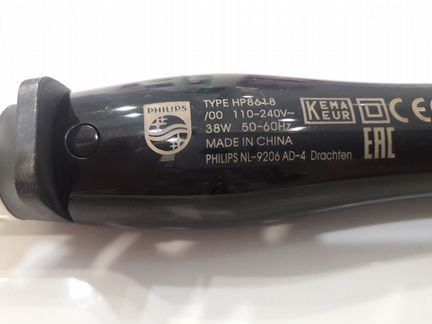 PHILIPS
TYPE HP8618
/00 110-240V~
38W 50-60Hz
MADE IN CHINA
PHILIPS NL-9206 AD-4 Drachten
KEMA
KEUR
CE
EAC